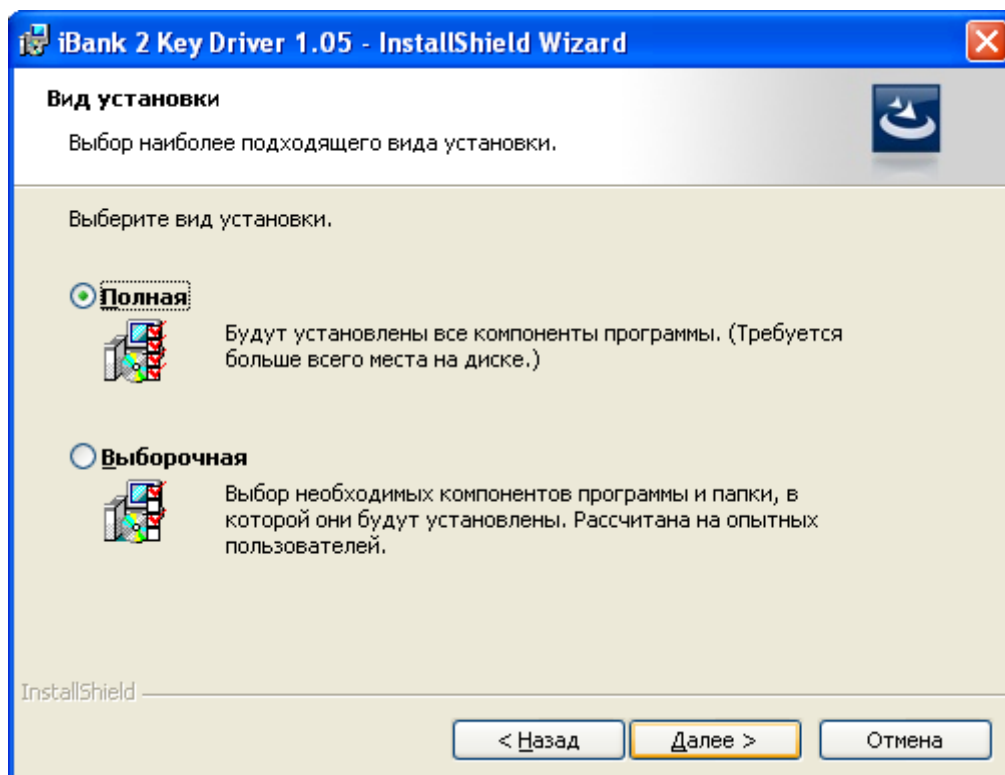 iBank 2 Key Driver 1.05 - InstallShield Wizard
Вид установки
Выбор наиболее подходящего вида установки.
Выберите вид установки.
Полная
Будут установлены все компоненты программы. (Требуется
больше всего места на диске.)
Выборочная
Выбор необходимых компонентов программы и папки, в
которой они будут установлены. Рассчитана на опытных
пользователей.
InstallShield
< Назад
Далее >
Отмена